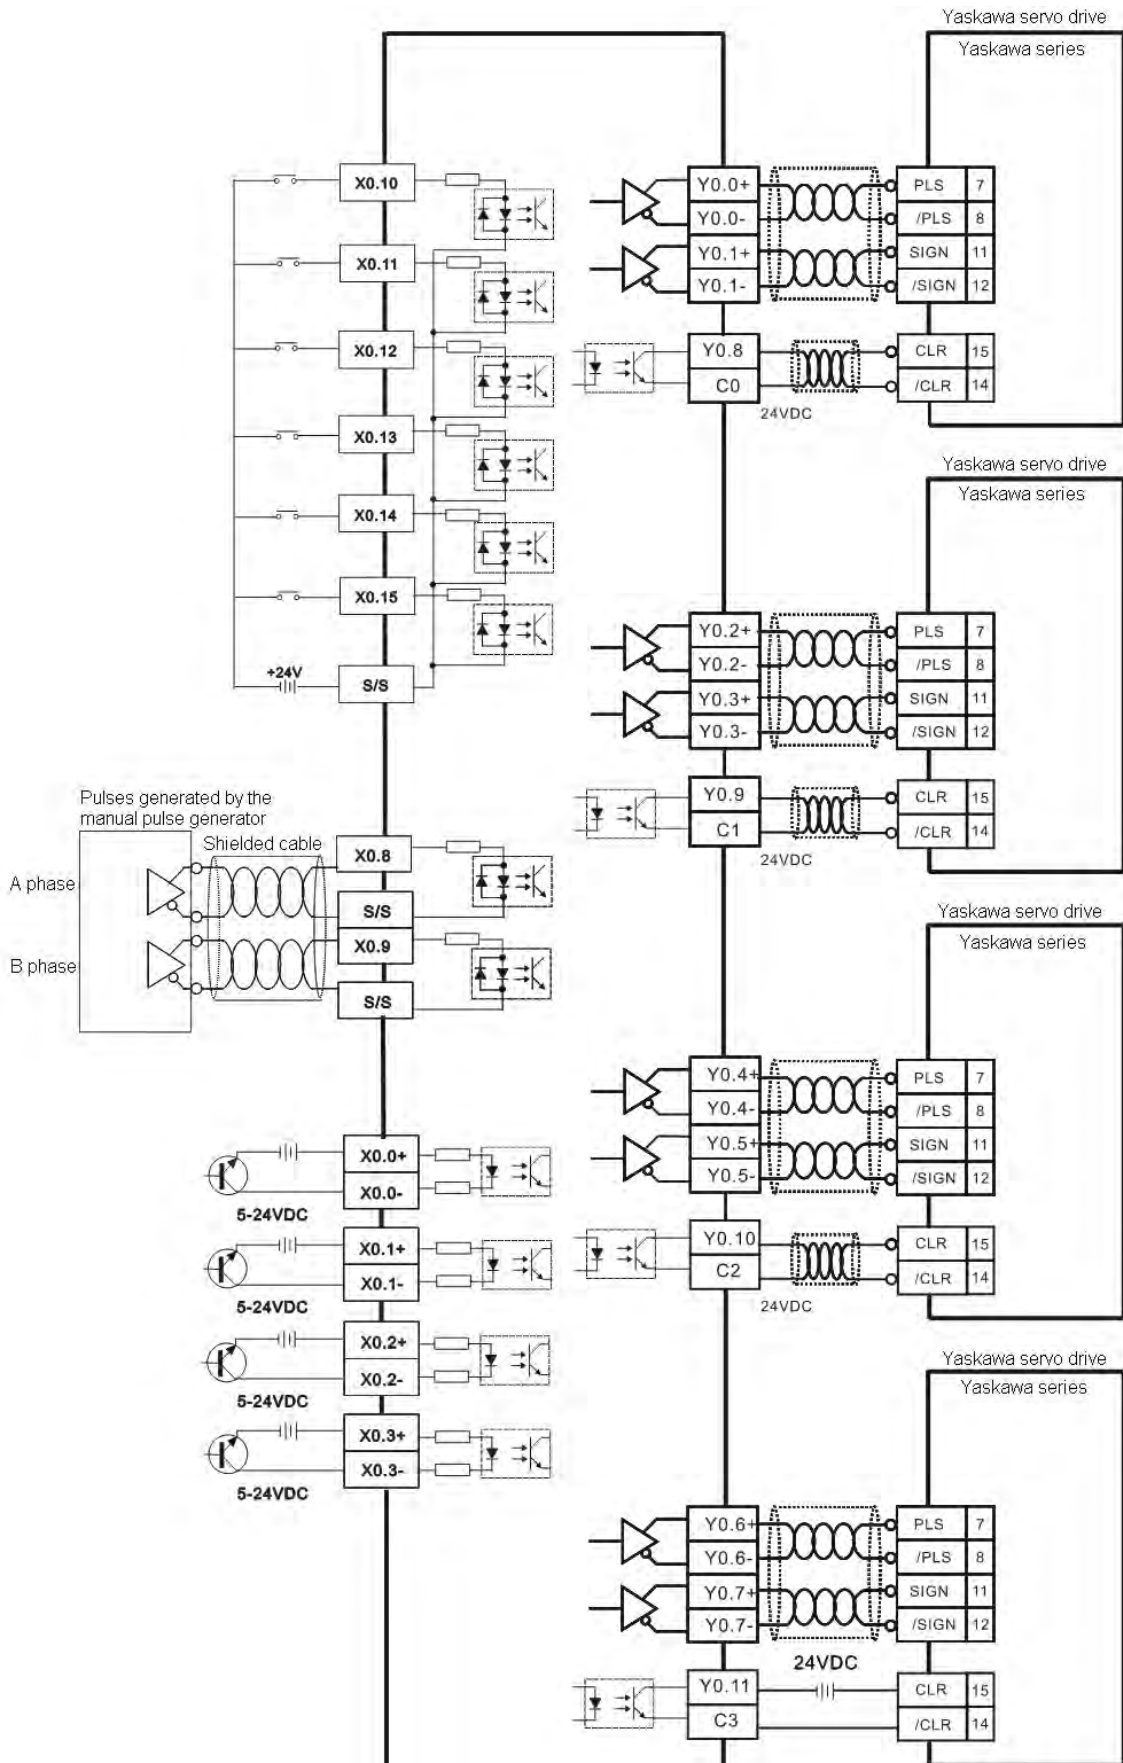 Yaskawa servo drive
Yaskawa series
X0.10
X0.11
X0.12
X0.13
X0.14
X0.15
+24V
S/S
Pulses generated by the
manual pulse generator
Shielded cable
A phase
B phase
X0.8
S/S
X0.9
S/S
X0.0+
X0.0-
5-24VDC
X0.1+
X0.1-
5-24VDC
X0.2+
X0.2-
5-24VDC
X0.3+
X0.3-
5-24VDC
Y0.0+ PLS 7
Y0.0- /PLS 8
Y0.1+ SIGN 11
Y0.1- /SIGN 12
Y0.8 CLR 15
C0 /CLR 14
24VDC
Yaskawa servo drive
Yaskawa series
Y0.2+ PLS 7
Y0.2- /PLS 8
Y0.3+ SIGN 11
Y0.3- /SIGN 12
Y0.9 CLR 15
C1 /CLR 14
24VDC
Yaskawa servo drive
Yaskawa series
Y0.4+ PLS 7
Y0.4- /PLS 8
Y0.5+ SIGN 11
Y0.5- /SIGN 12
Y0.10 CLR 15
C2 /CLR 14
24VDC
Yaskawa servo drive
Yaskawa series
Y0.6+ PLS 7
Y0.6- /PLS 8
Y0.7+ SIGN 11
Y0.7- /SIGN 12
24VDC
Y0.11 CLR 15
C3 /CLR 14